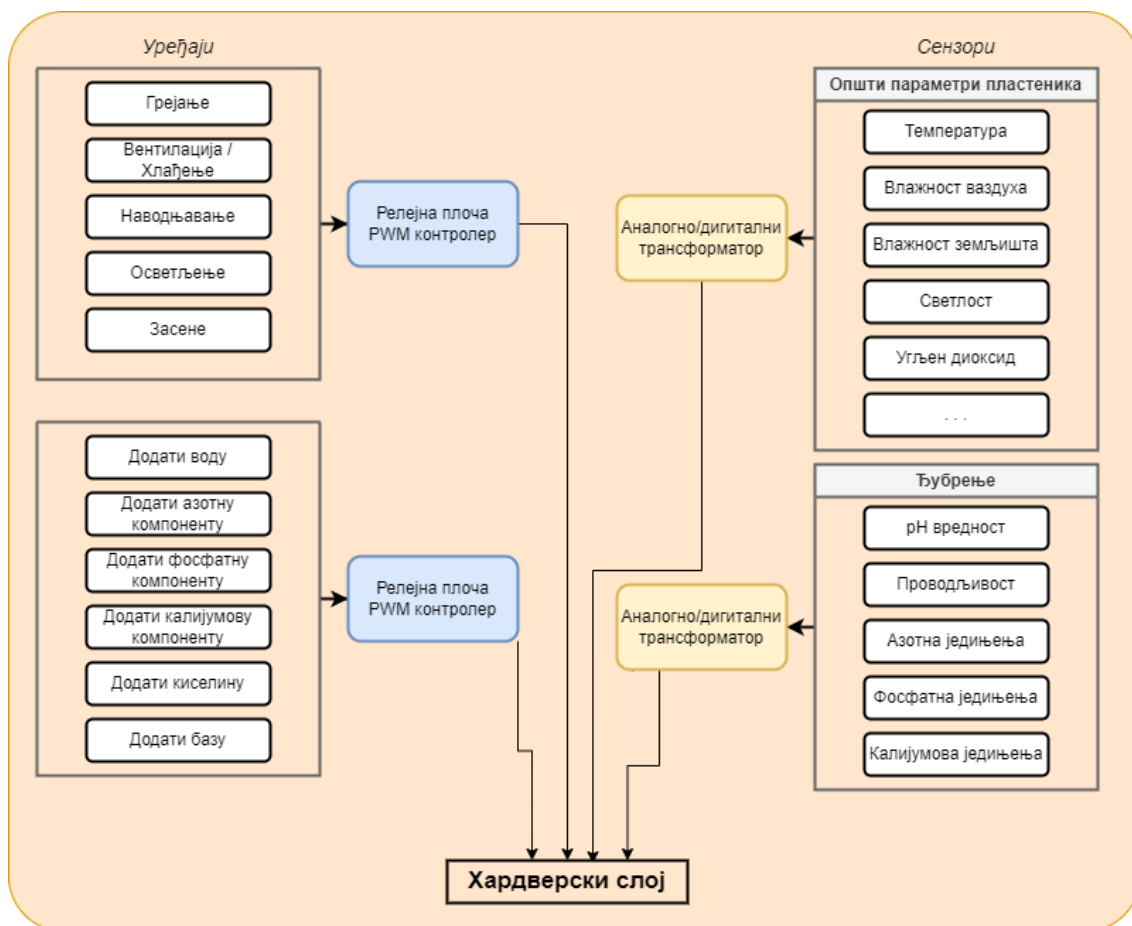 Уређаји
Грејање
Вентилација /
Хлађење
Наводњавање
Осветљење
Засене
Релејна плоча
PWM контролер
Додати воду
Додати азотну
компоненту
Додати фосфатну
компоненту
Додати калијумову
компоненту
Додати киселину
Додати базу
Релејна плоча
PWM контролер
Сензори
Општи параметри пластеника
Температура
Влажност ваздуха
Влажност земљишта
Светлост
Угљен диоксид
. . .
Аналогно/дигитални
трансформатор
Ђубрење
pH вредност
Проводљивост
Азотна једињења
Фосфатна једињења
Калијумова једињења
Аналогно/дигитални
трансформатор
Хардверски слој